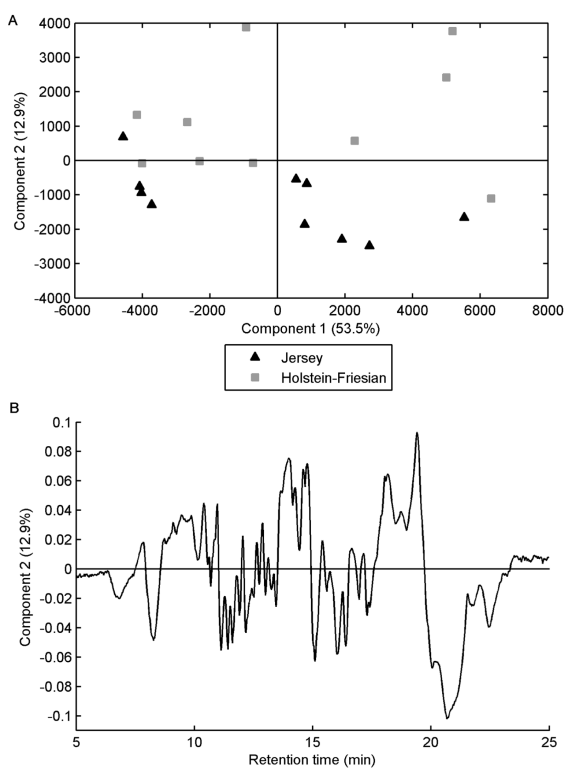 A
4000
3000
2000
1000
0
-1000
-2000
-3000
-4000
Component 2 (12.9%)
-6000 -4000 -2000 0 2000 4000 6000 8000
Component 1 (53.5%)
Jersey
Holstein-Friesian
B
0.1
0.08
0.06
0.04
0.02
0
-0.02
-0.04
-0.06
-0.08
-0.1
Component 2 (12.9%)
5 10 15 20 25
Retention time (min)